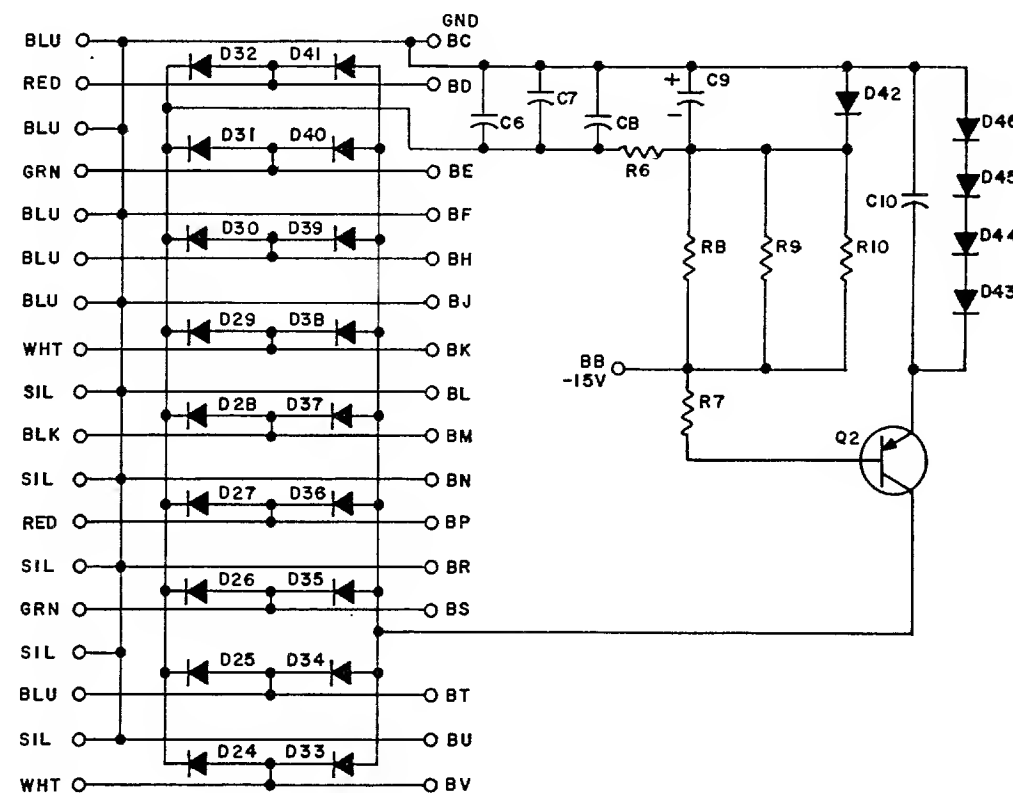 GND
BLU BC
D32 D41
RED BD
C9
D42
C7
C6
C8
D46
BLU
D31 D40
R6
GRN BE
D45
C10
BLU BF
D30 D39
D44
R8 R9 R10
BLU BH
D43
BLU BJ
D29 D38
WHT BK
BB
-15V
SIL BL
R7
D28 D37
BLK BM
Q2
SIL BN
D27 D36
RED BP
SIL BR
D26 D35
GRN BS
SIL
D25 D34
BLU BT
SIL BU
D24 D33
WHT BV